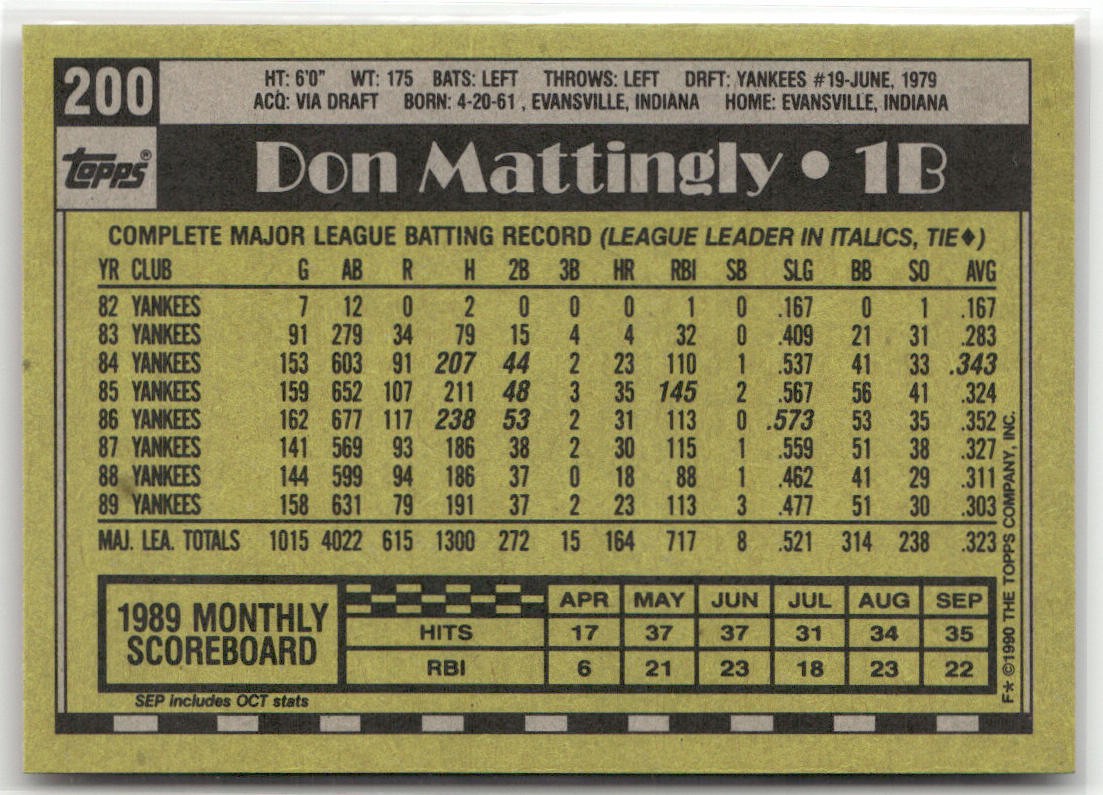 200
HT: 6'0" WT: 175 BATS: LEFT THROWS: LEFT DRFT: YANKEES #19-JUNE, 1979
ACQ: VIA DRAFT BORN: 4-20-61 , EVANSVILLE, INDIANA HOME: EVANSVILLE, INDIANA
topps®
Don Mattingly • 1B
COMPLETE MAJOR LEAGUE BATTING RECORD (LEAGUE LEADER IN ITALICS, TIE♦)
YR CLUB G AB R H 2B 3B HR RBI SB SLG BB SO AVG
82 YANKEES 7 12 0 2 0 0 0 1 0 .167 0 1 .167
83 YANKEES 91 279 34 79 15 4 4 32 0 .409 21 31 .283
84 YANKEES 153 603 91 207 44 2 23 110 1 .537 41 33 .343
85 YANKEES 159 652 107 211 48 3 35 145 2 .567 56 41 .324
86 YANKEES 162 677 117 238 53 2 31 113 0 .573 53 35 .352
87 YANKEES 141 569 93 186 38 2 30 115 1 .559 51 38 .327
88 YANKEES 144 599 94 186 37 0 18 88 1 .462 41 29 .311
89 YANKEES 158 631 79 191 37 2 23 113 3 .477 51 30 .303
MAJ. LEA. TOTALS 1015 4022 615 1300 272 15 164 717 8 .521 314 238 .323
1989 MONTHLY
SCOREBOARD
APR MAY JUN JUL AUG SEP
HITS 17 37 37 31 34 35
RBI 6 21 23 18 23 22
SEP includes OCT stats
F* ©1990 THE TOPPS COMPANY, INC.